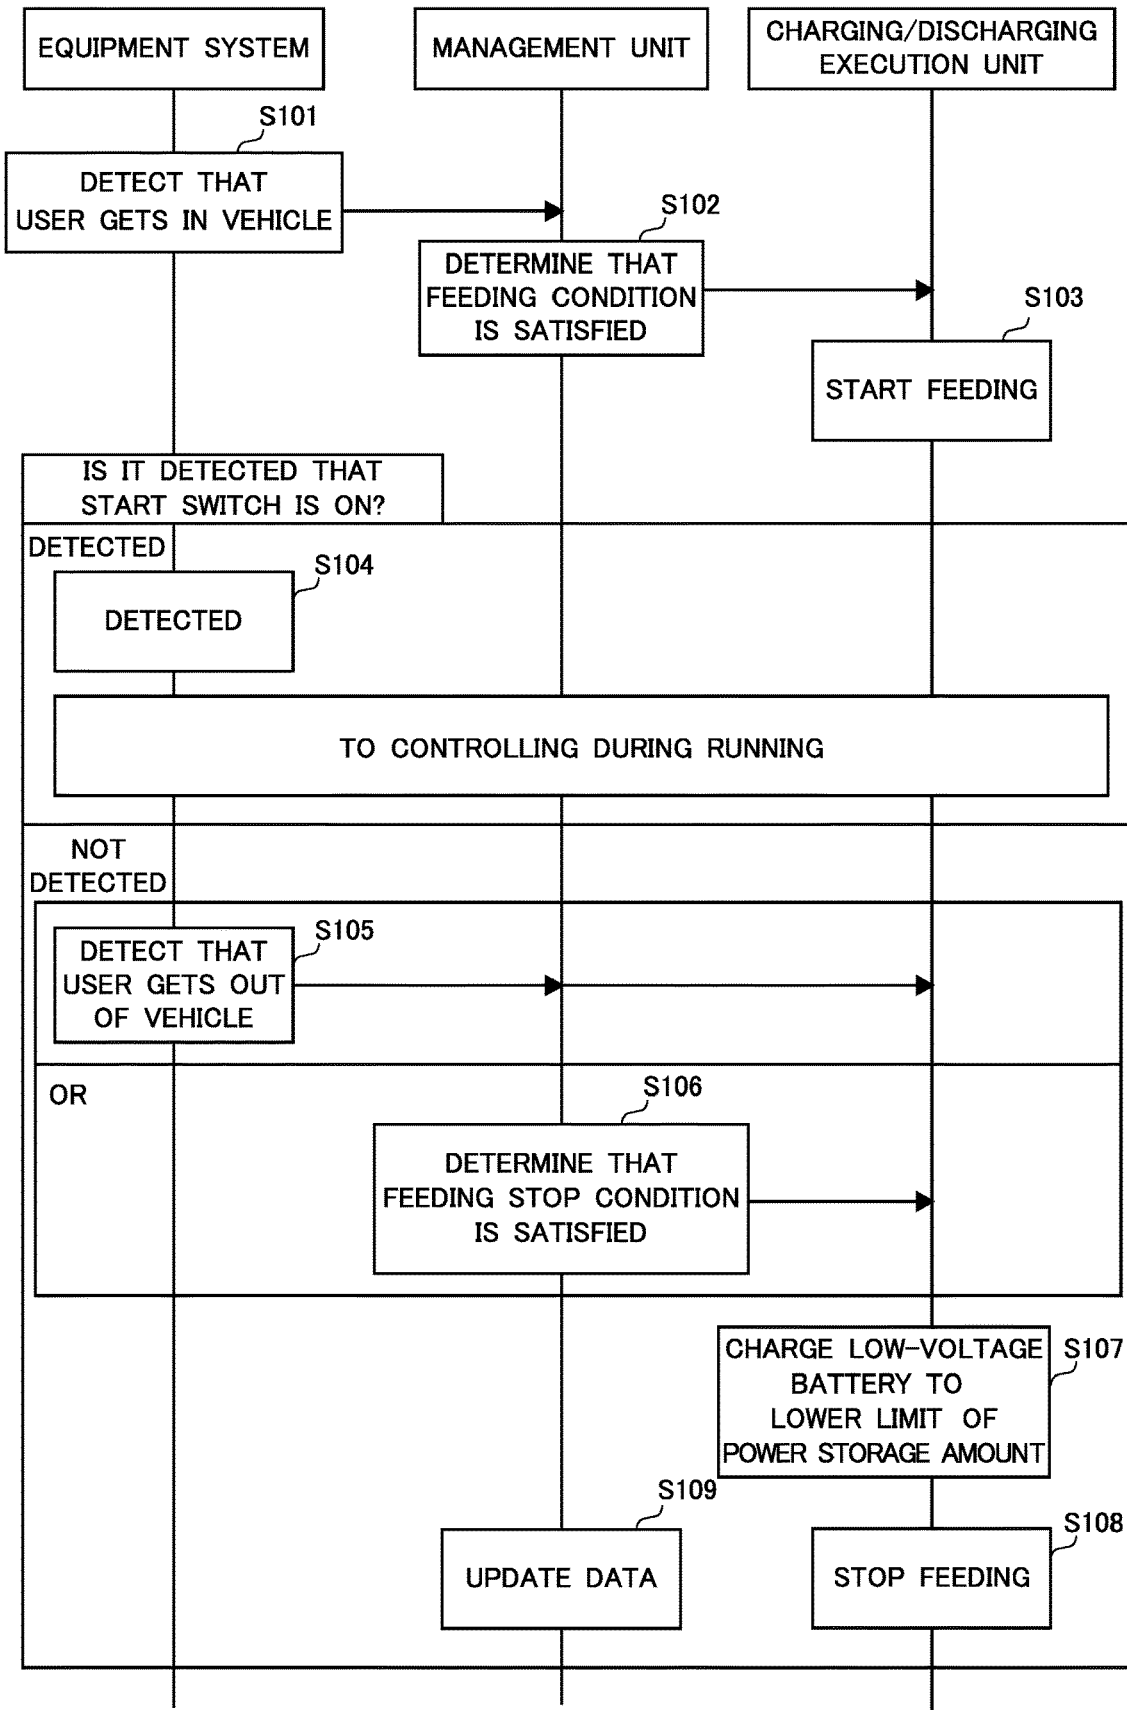 EQUIPMENT SYSTEM
MANAGEMENT UNIT
CHARGING/DISCHARGING
EXECUTION UNIT
S101
DETECT THAT
USER GETS IN VEHICLE
S102
DETERMINE THAT
FEEDING CONDITION
IS SATISFIED
S103
START FEEDING
IS IT DETECTED THAT
START SWITCH IS ON?
DETECTED
S104
DETECTED
TO CONTROLLING DURING RUNNING
NOT
DETECTED
S105
DETECT THAT
USER GETS OUT
OF VEHICLE
OR
S106
DETERMINE THAT
FEEDING STOP CONDITION
IS SATISFIED
S107
CHARGE LOW-VOLTAGE
BATTERY TO
LOWER LIMIT OF
POWER STORAGE AMOUNT
S109
UPDATE DATA
S108
STOP FEEDING